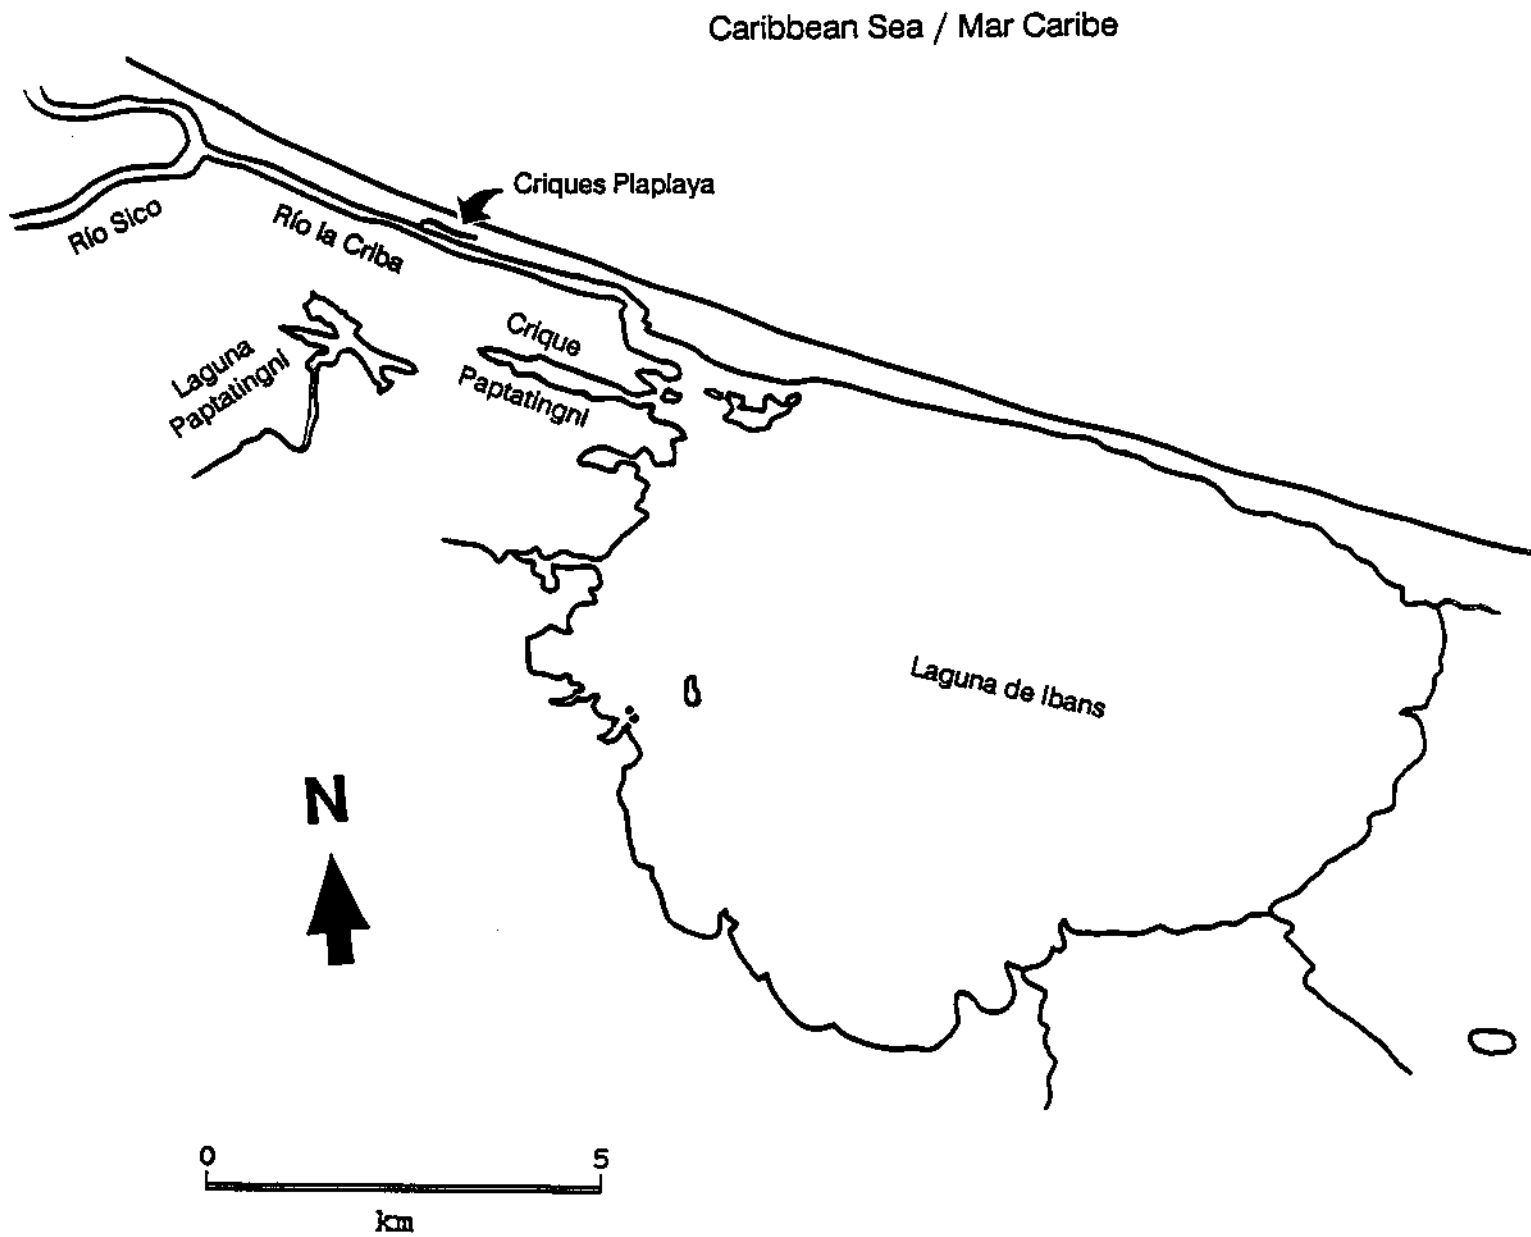 Caribbean Sea / Mar Caribe
Criques Plaplaya
Río Sico
Río la Criba
Crique
Paptatingni
Laguna
Paptatingni
Laguna de Ibans
N
0 5
km